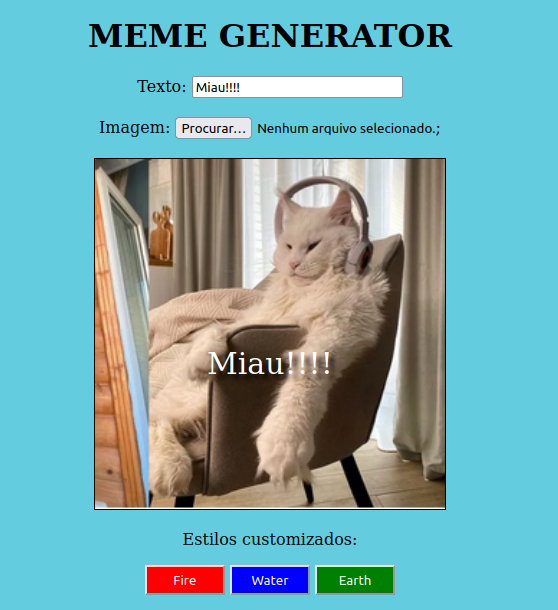 MEME GENERATOR
Texto: Miau!!!!
Imagem: Procurar... Nenhum arquivo selecionado.;
Miau!!!!
Estilos customizados:
Fire Water Earth